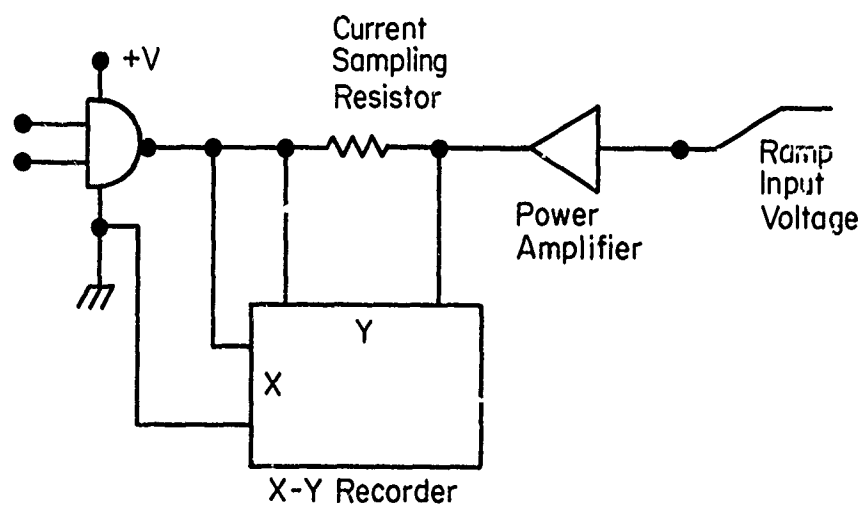 +V
Current
Sampling
Resistor
Ramp
Input
Voltage
Power
Amplifier
Y
X
X-Y Recorder